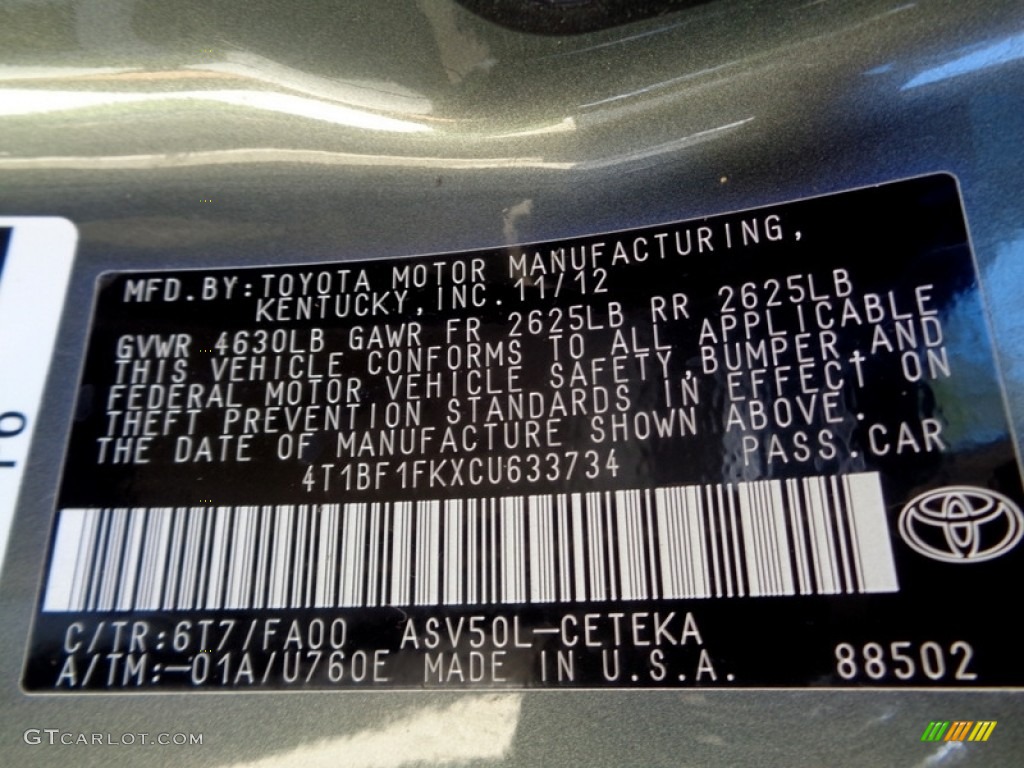 MFD.BY:TOYOTA MOTOR MANUFACTURING,
KENTUCKY,INC.11/12
GVWR 4630LB GAWR FR 2625LB RR 2625LB
THIS VEHICLE CONFORMS TO ALL APPLICABLE
FEDERAL MOTOR VEHICLE SAFETY,BUMPER,AND
THEFT PREVENTION STANDARDS IN EFFECT ON
THE DATE OF MANUFACTURE SHOWN ABOVE.
4T1BF1FKXCU633734 PASS.CAR
C/TR:6T7/FA00 ASV50L-CETEKA
A/TM:-01A/U760E MADE IN U.S.A. 88502
GTCARLOT.COM